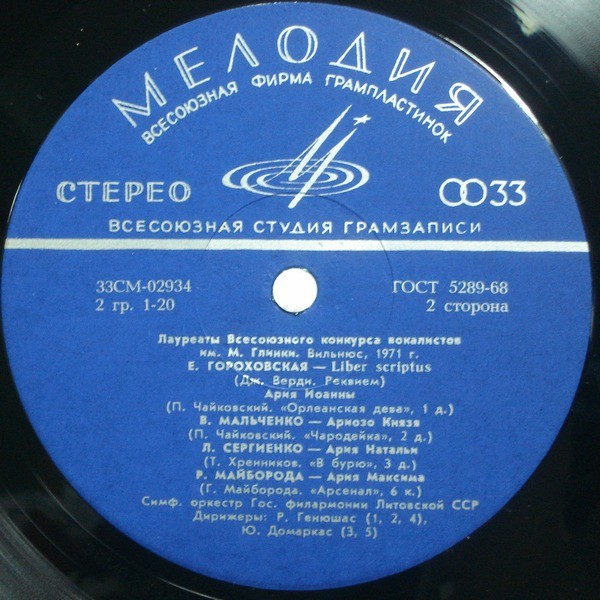 МЕЛОДИЯ
ВСЕСОЮЗНАЯ ФИРМА ГРАМПЛАСТИНОК
СТЕРЕО 33
ВСЕСОЮЗНАЯ СТУДИЯ ГРАМЗАПИСИ
33СМ-02934 ГОСТ 5289-68
2 гр. 1-20 2 сторона
Лауреаты Всесоюзного конкурса вокалистов
им. М. Глинки. Вильнюс, 1971 г.
Е. ГОРОХОВСКАЯ — Liber scriptus
(Дж. Верди. Реквием)
Ария Иоанны
(П. Чайковский. «Орлеанская дева», 1 д.)
В. МАЛЬЧЕНКО — Ариозо Князя
(П. Чайковский. «Чародейка», 2 д.)
Л. СЕРГИЕНКО — Ария Натальи
(Т. Хренников. «В бурю», 3 д.)
Р. МАЙБОРОДА — Ария Максима
(Г. Майборода. «Арсенал», 6 к.)
Симф. оркестр Гос. филармонии Литовской ССР
Дирижеры: Р. Генюшас (1, 2, 4),
Ю. Домаркас (3, 5)